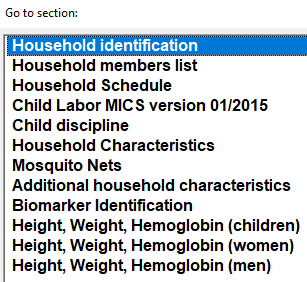 Go to section:
Household identification
Household members list
Household Schedule
Child Labor MICS version 01/2015
Child discipline
Household Characteristics
Mosquito Nets
Additional household characteristics
Biomarker Identification
Height, Weight, Hemoglobin (children)
Height, Weight, Hemoglobin (women)
Height, Weight, Hemoglobin (men)